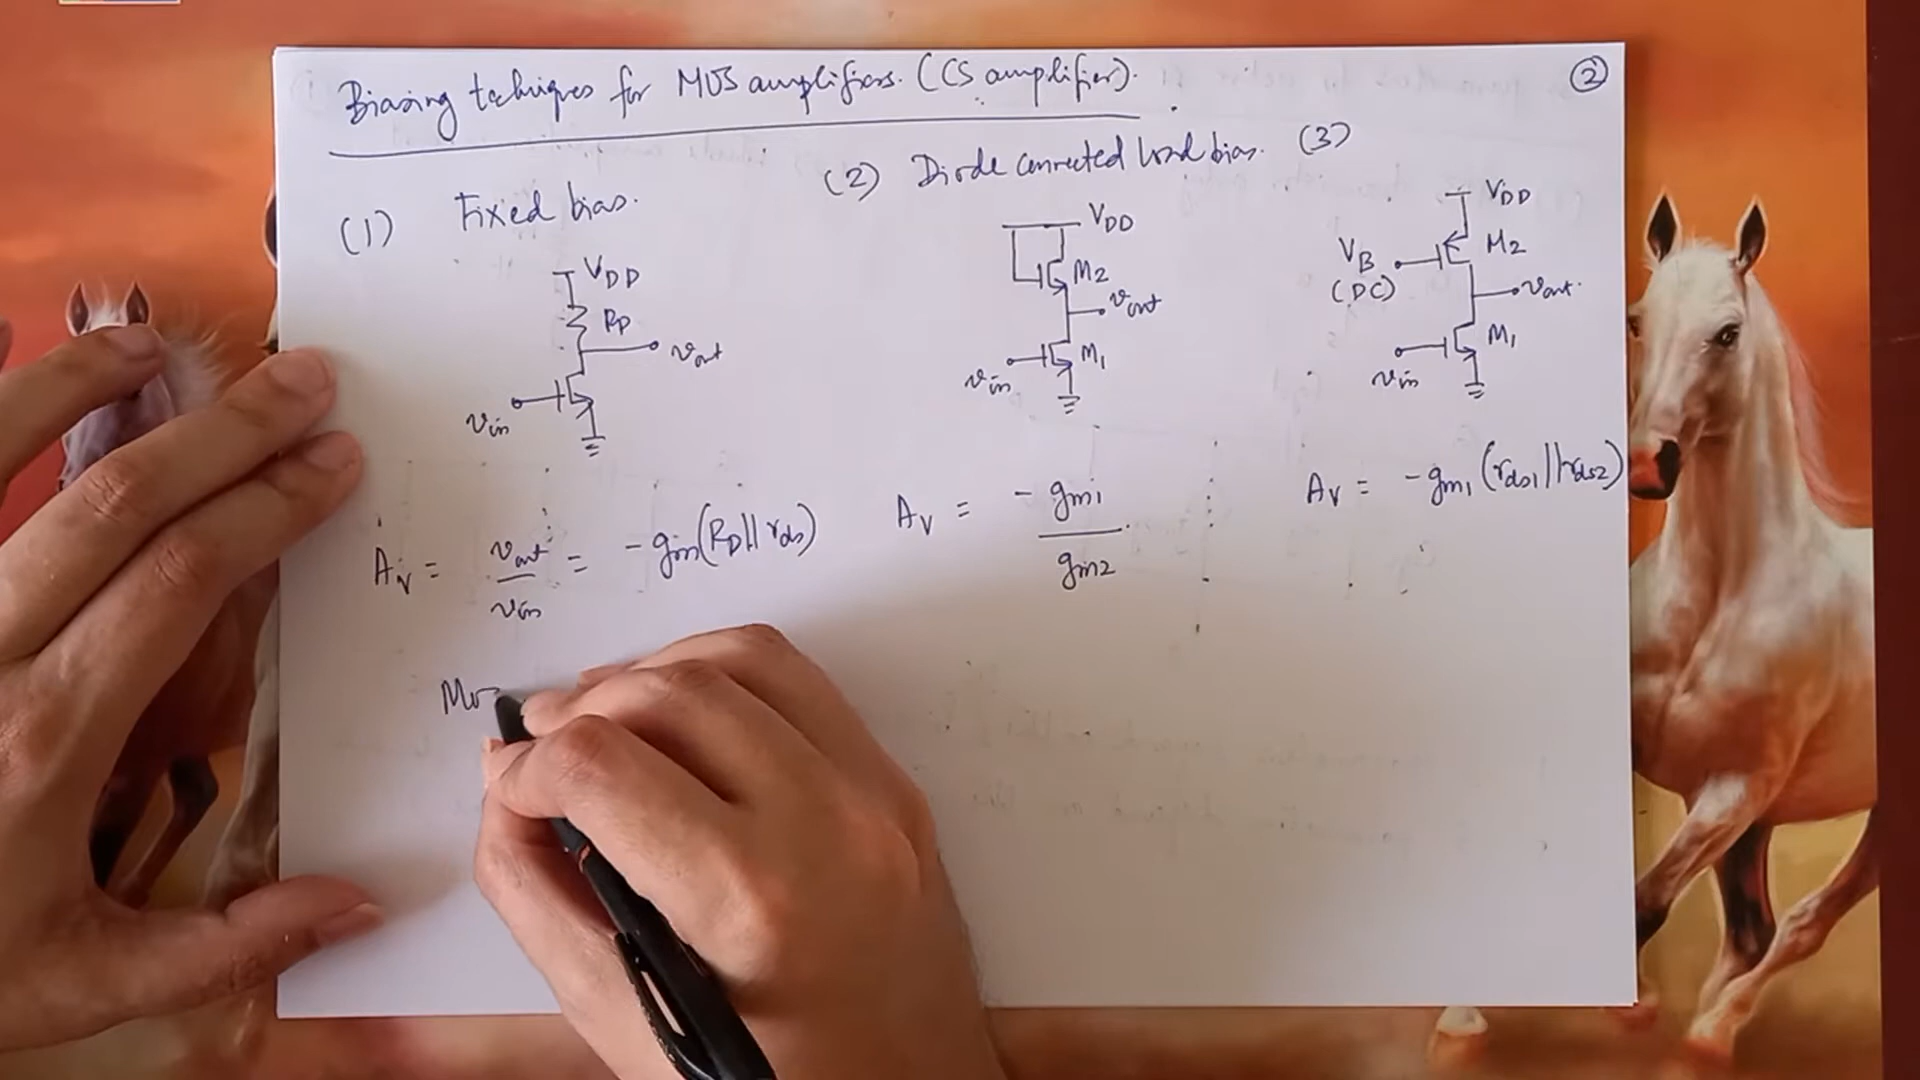 Biasing techniques for MOS amplifiers. (CS amplifier).
(2)
(1) Fixed bias.
(2) Diode connected load bias.
(3)
VDD
RD
vout
vin
VDD
M2
vout
M1
vin
VDD
VB
(DC)
M2
vout.
M1
vin
Av = vout/vin = -gm(RD||rds)
Av = -gm1/gm2
Av = -gm1(rds1||rds2)
Mos